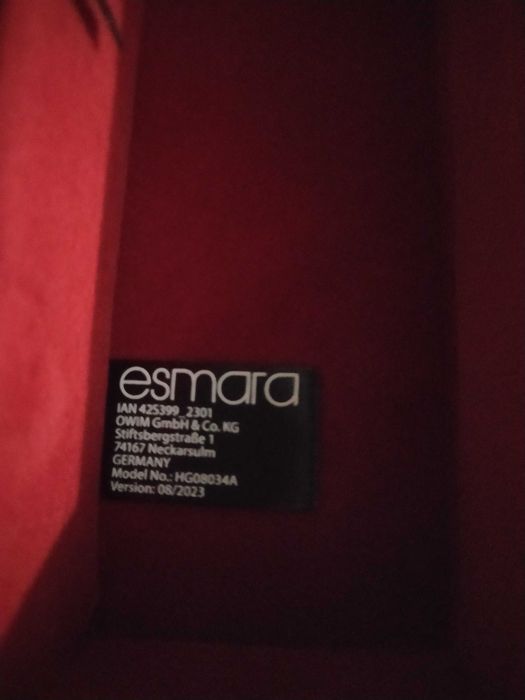 esmara
IAN 425399_2301
OWIM GmbH & Co. KG
Stiftsbergstraße 1
74167 Neckarsulm
GERMANY
Model No.: HG08034A
Version: 08/2023